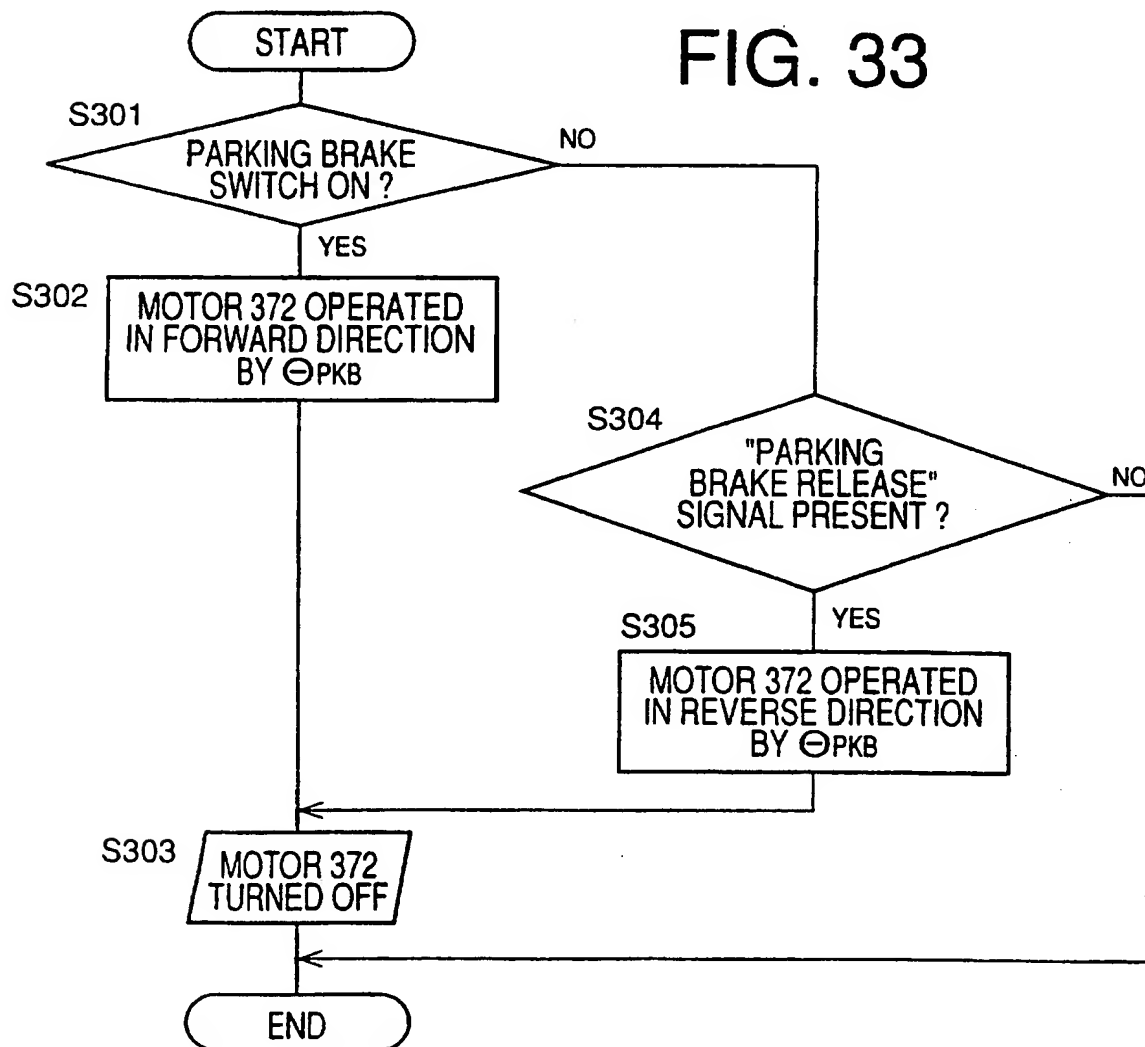 FIG. 33
START
S301
PARKING BRAKE
SWITCH ON ?
NO
YES
S302
MOTOR 372 OPERATED
IN FORWARD DIRECTION
BY ΘPKB
S304
"PARKING
BRAKE RELEASE"
SIGNAL PRESENT ?
NO
YES
S305
MOTOR 372 OPERATED
IN REVERSE DIRECTION
BY ΘPKB
S303
MOTOR 372
TURNED OFF
END